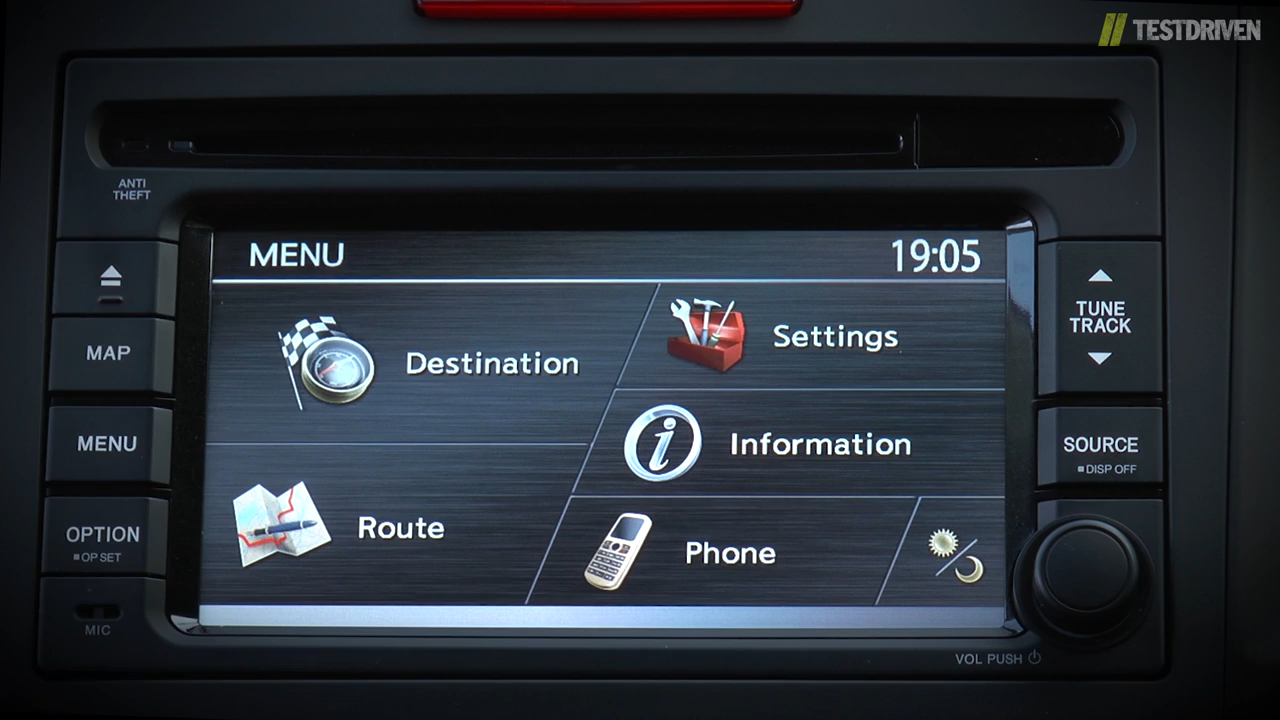 TESTDRIVEN
ANTI
THEFT
MENU 19:05
MAP
MENU
OPTION
OP SET
MIC
Destination
Settings
Information
Route
Phone
TUNE
TRACK
SOURCE
DISP OFF
VOL PUSH